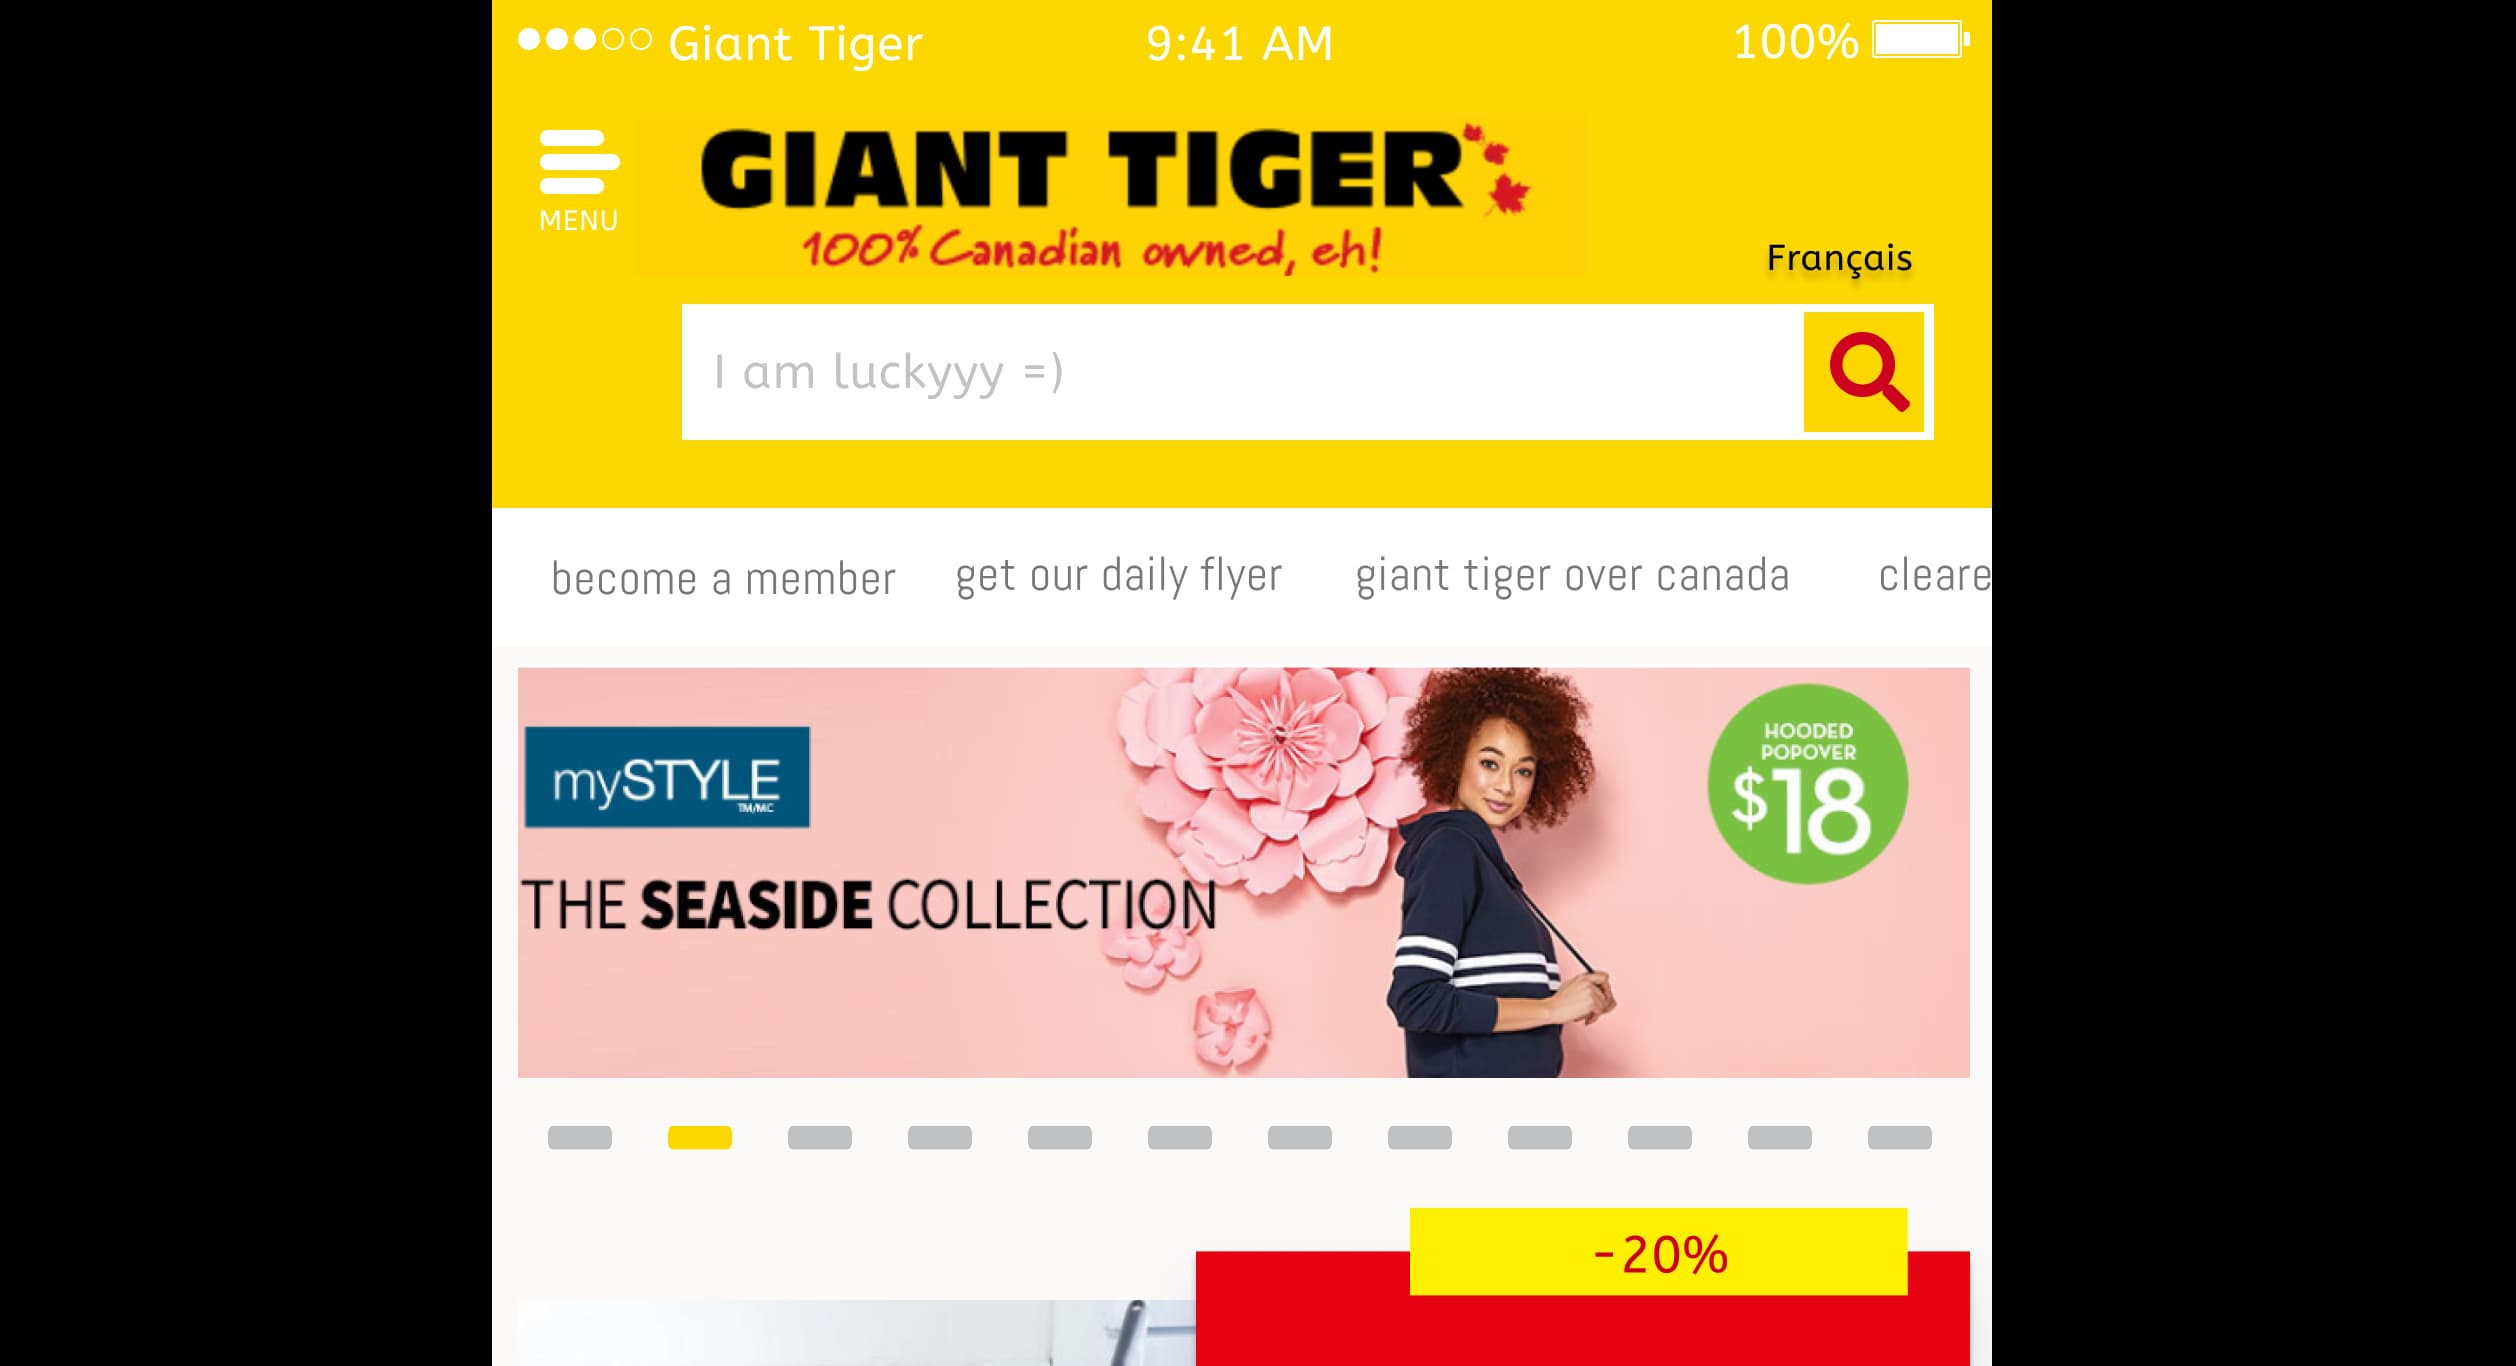 Giant Tiger 9:41 AM 100%
GIANT TIGER
MENU
100% Canadian owned, eh!
Français
I am luckyyy =)
become a member get our daily flyer giant tiger over canada cleare
HOODED
POPOVER
$18
mySTYLE
TM/MC
THE SEASIDE COLLECTION
-20%